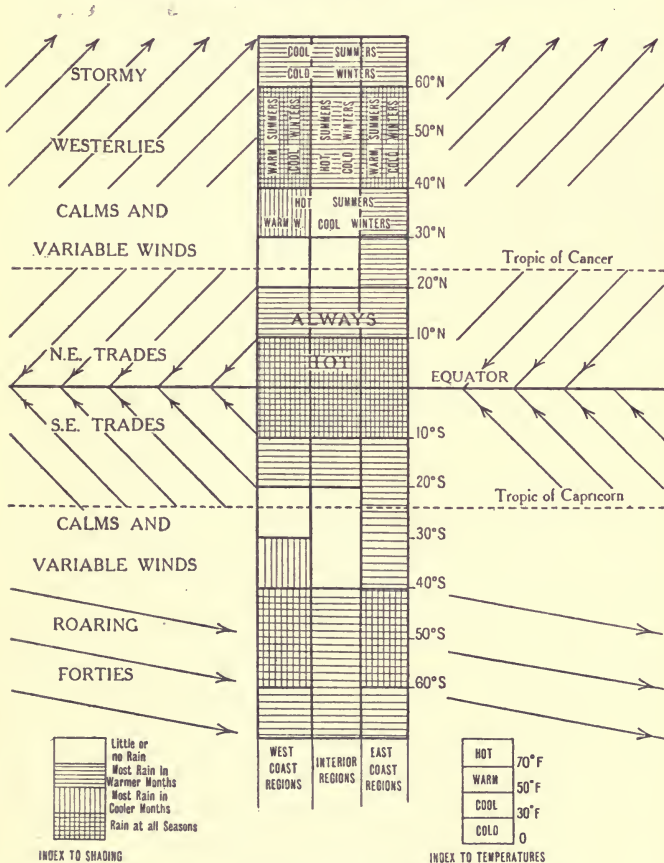 COOL SUMMERS
STORMY
COLD WINTERS
60°N
WARM SUMMERS
COOL WINTERS
HOT SUMMERS
COLD WINTERS
WARM SUMMERS
COLD WINTERS
50°N
WESTERLIES
40°N
CALMS AND
HOT SUMMERS
WARM W. COOL WINTERS
30°N
VARIABLE WINDS
Tropic of Cancer
20°N
ALWAYS
10°N
N.E. TRADES
HOT
EQUATOR
S.E. TRADES
10°S
20°S
Tropic of Capricorn
CALMS AND
30°S
VARIABLE WINDS
40°S
ROARING
50°S
FORTIES
60°S
WEST COAST REGIONS
INTERIOR REGIONS
EAST COAST REGIONS
Little or
no Rain
Most Rain in
Warmer Months
Most Rain in
Cooler Months
Rain at all Seasons
INDEX TO SHADING
HOT
70°F
WARM
50°F
COOL
30°F
COLD
0
INDEX TO TEMPERATURES